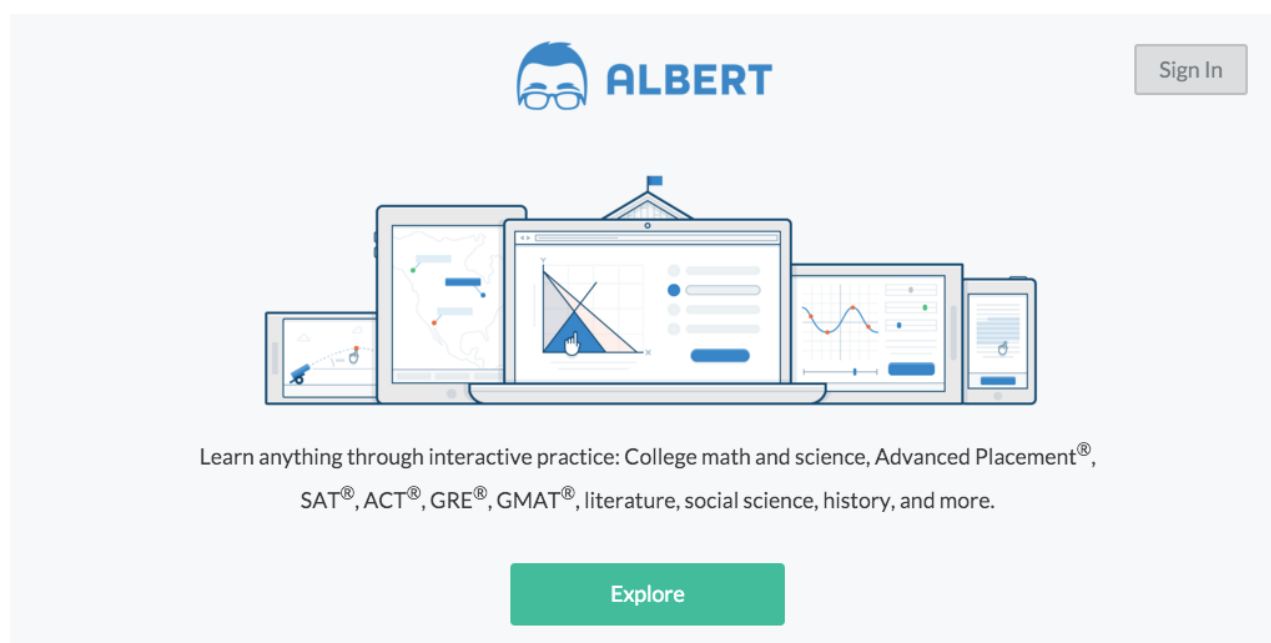 ALBERT
Sign In
Learn anything through interactive practice: College math and science, Advanced Placement®,
SAT®, ACT®, GRE®, GMAT®, literature, social science, history, and more.
Explore